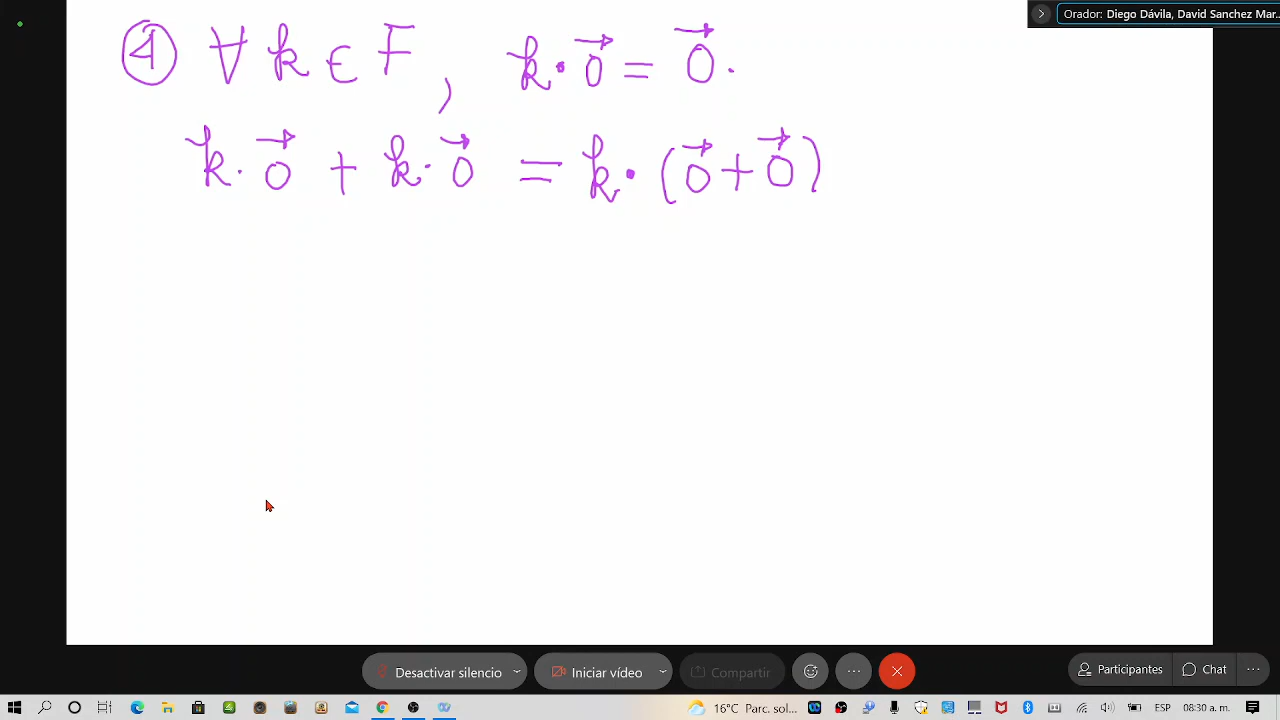 Orador: Diego Dávila, David Sanchez Mar...
④ ∀ k ∈ F, k·0⃗ = 0⃗.
k·0⃗ + k·0⃗ = k·(0⃗ + 0⃗)
Desactivar silencio Iniciar vídeo Compartir Participantes Chat
16°C Parc. sol... ESP 08:30 a. m.